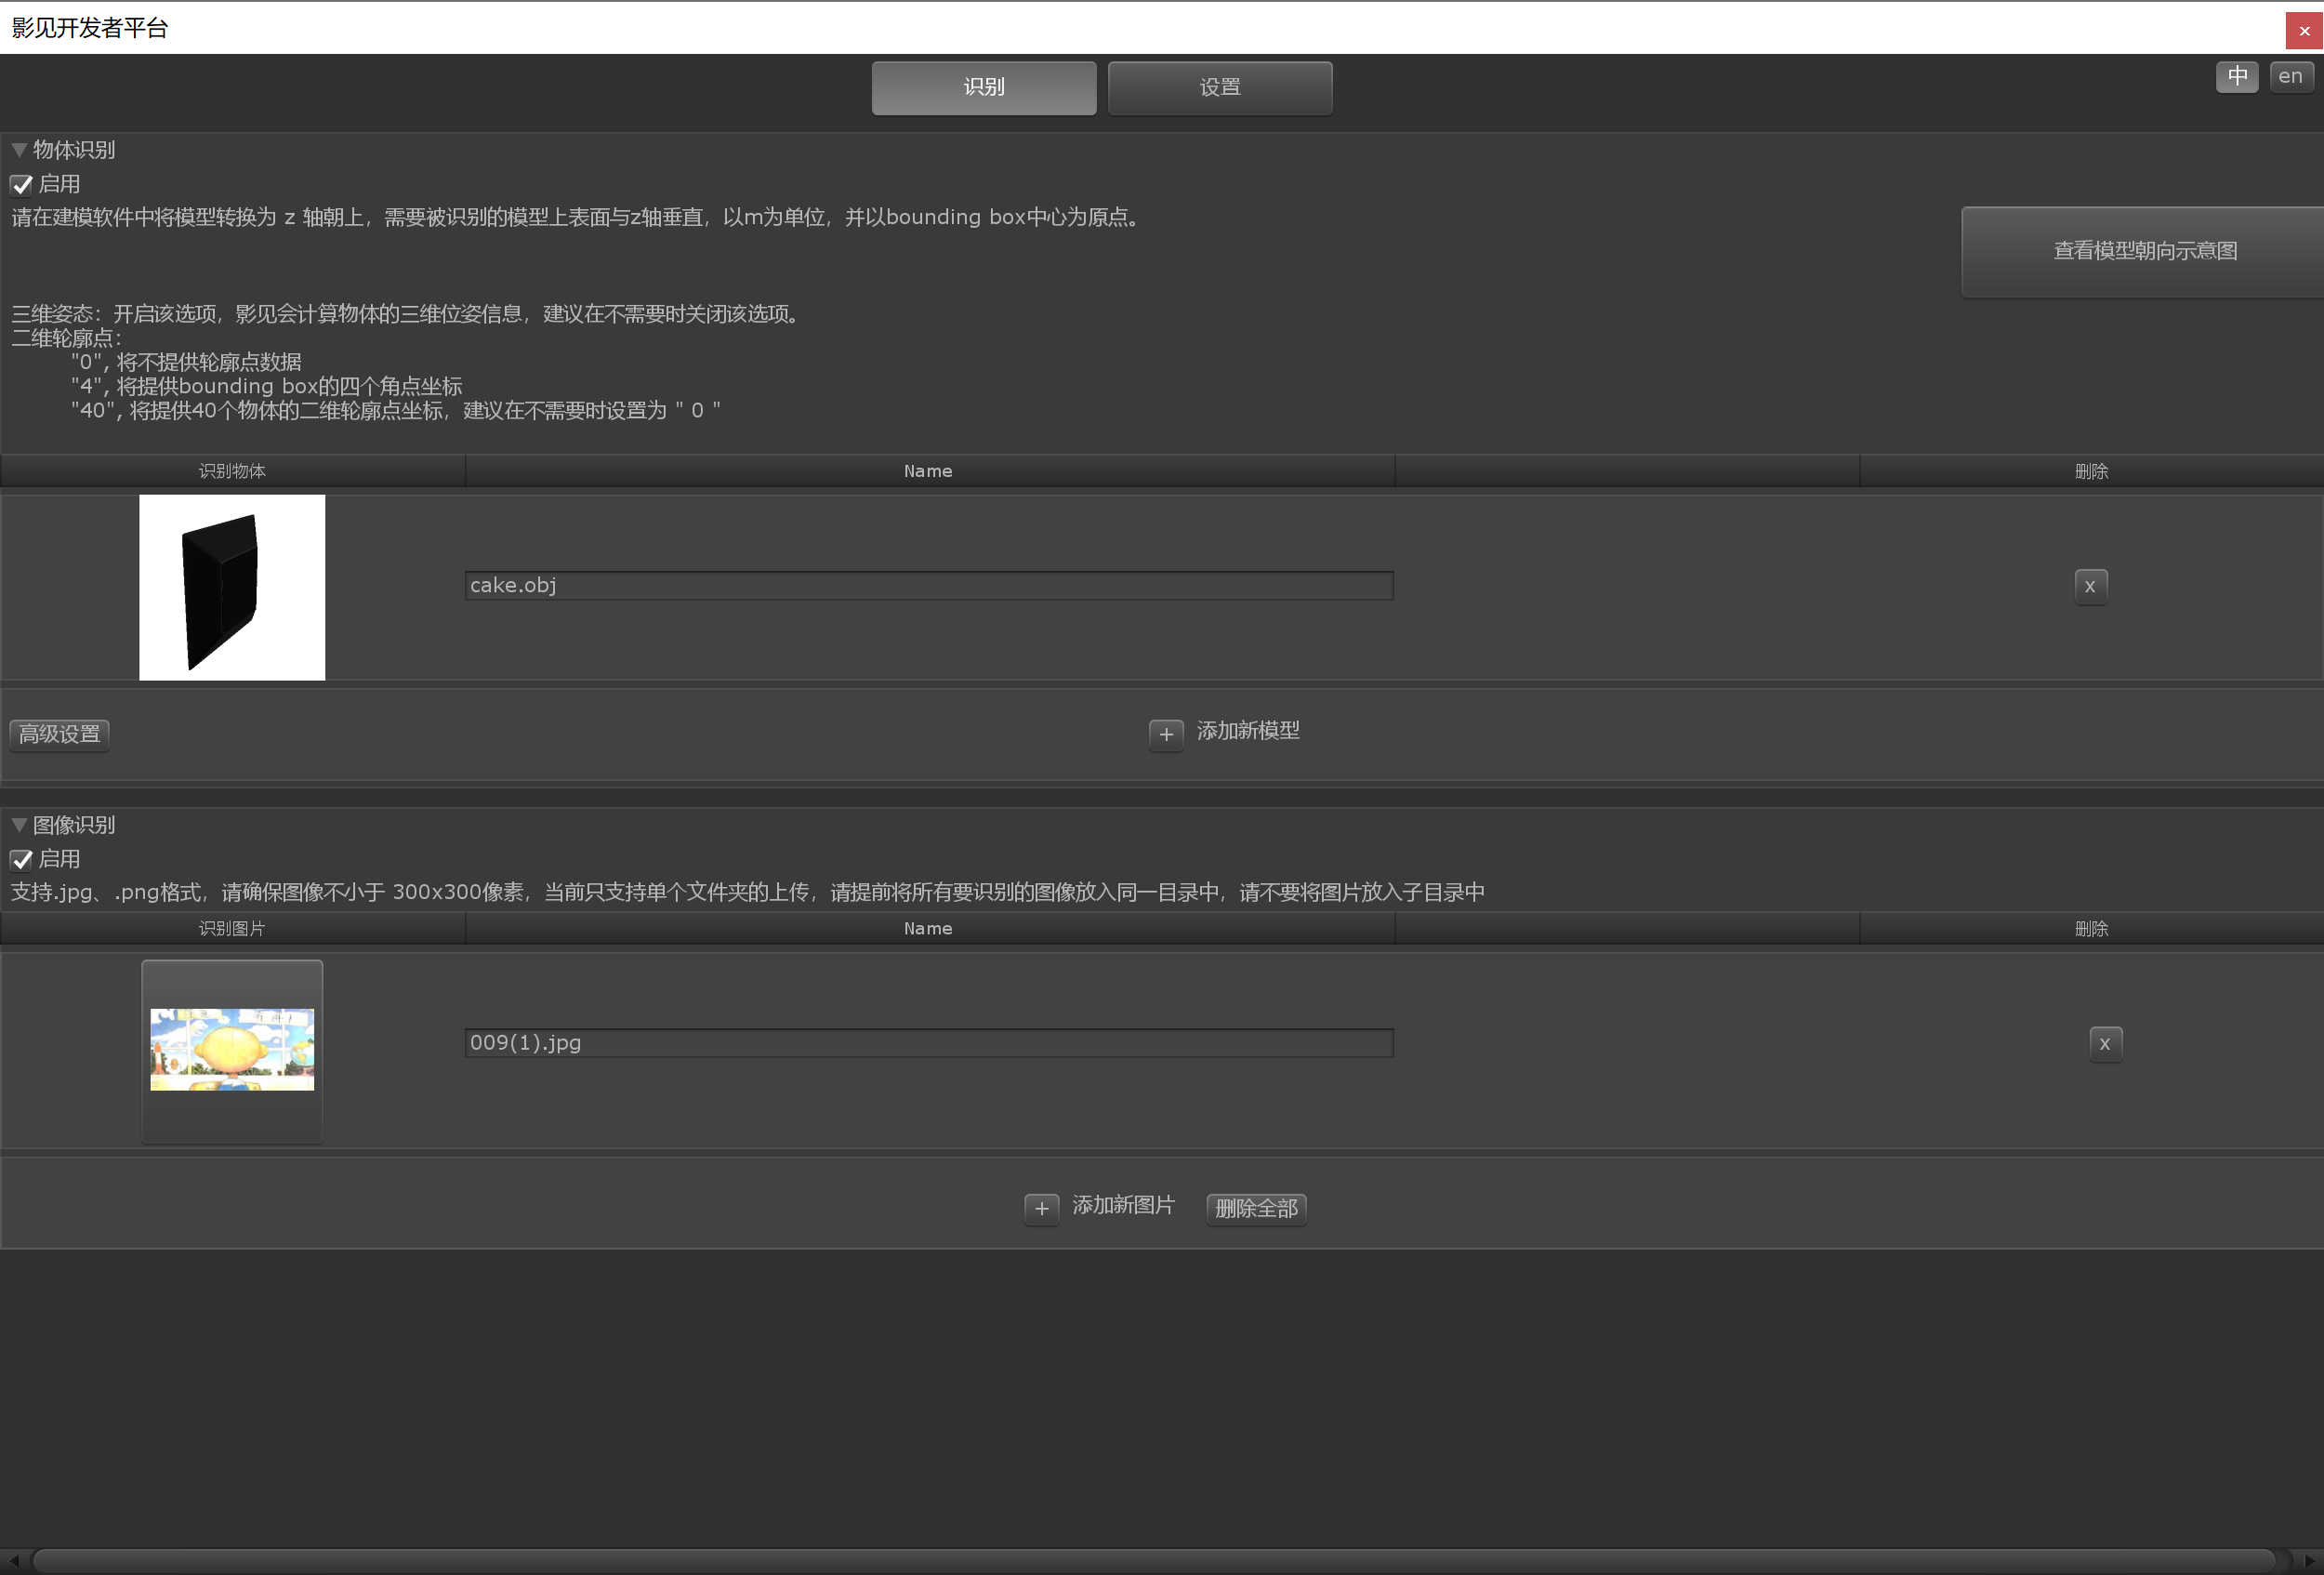 影见开发者平台
x
识别
设置
中
en
物体识别
启用
请在建模软件中将模型转换为 z 轴朝上，需要被识别的模型上表面与z轴垂直，以m为单位，并以bounding box中心为原点。
查看模型朝向示意图
三维姿态：开启该选项，影见会计算物体的三维位姿信息，建议在不需要时关闭该选项。
二维轮廓点：
"0", 将不提供轮廓点数据
"4", 将提供bounding box的四个角点坐标
"40", 将提供40个物体的二维轮廓点坐标，建议在不需要时设置为 " 0 "
识别物体
Name
删除
cake.obj
x
高级设置
+
添加新模型
图像识别
启用
支持.jpg、.png格式，请确保图像不小于 300x300像素，当前只支持单个文件夹的上传，请提前将所有要识别的图像放入同一目录中，请不要将图片放入子目录中
识别图片
Name
删除
009(1).jpg
x
+
添加新图片
删除全部